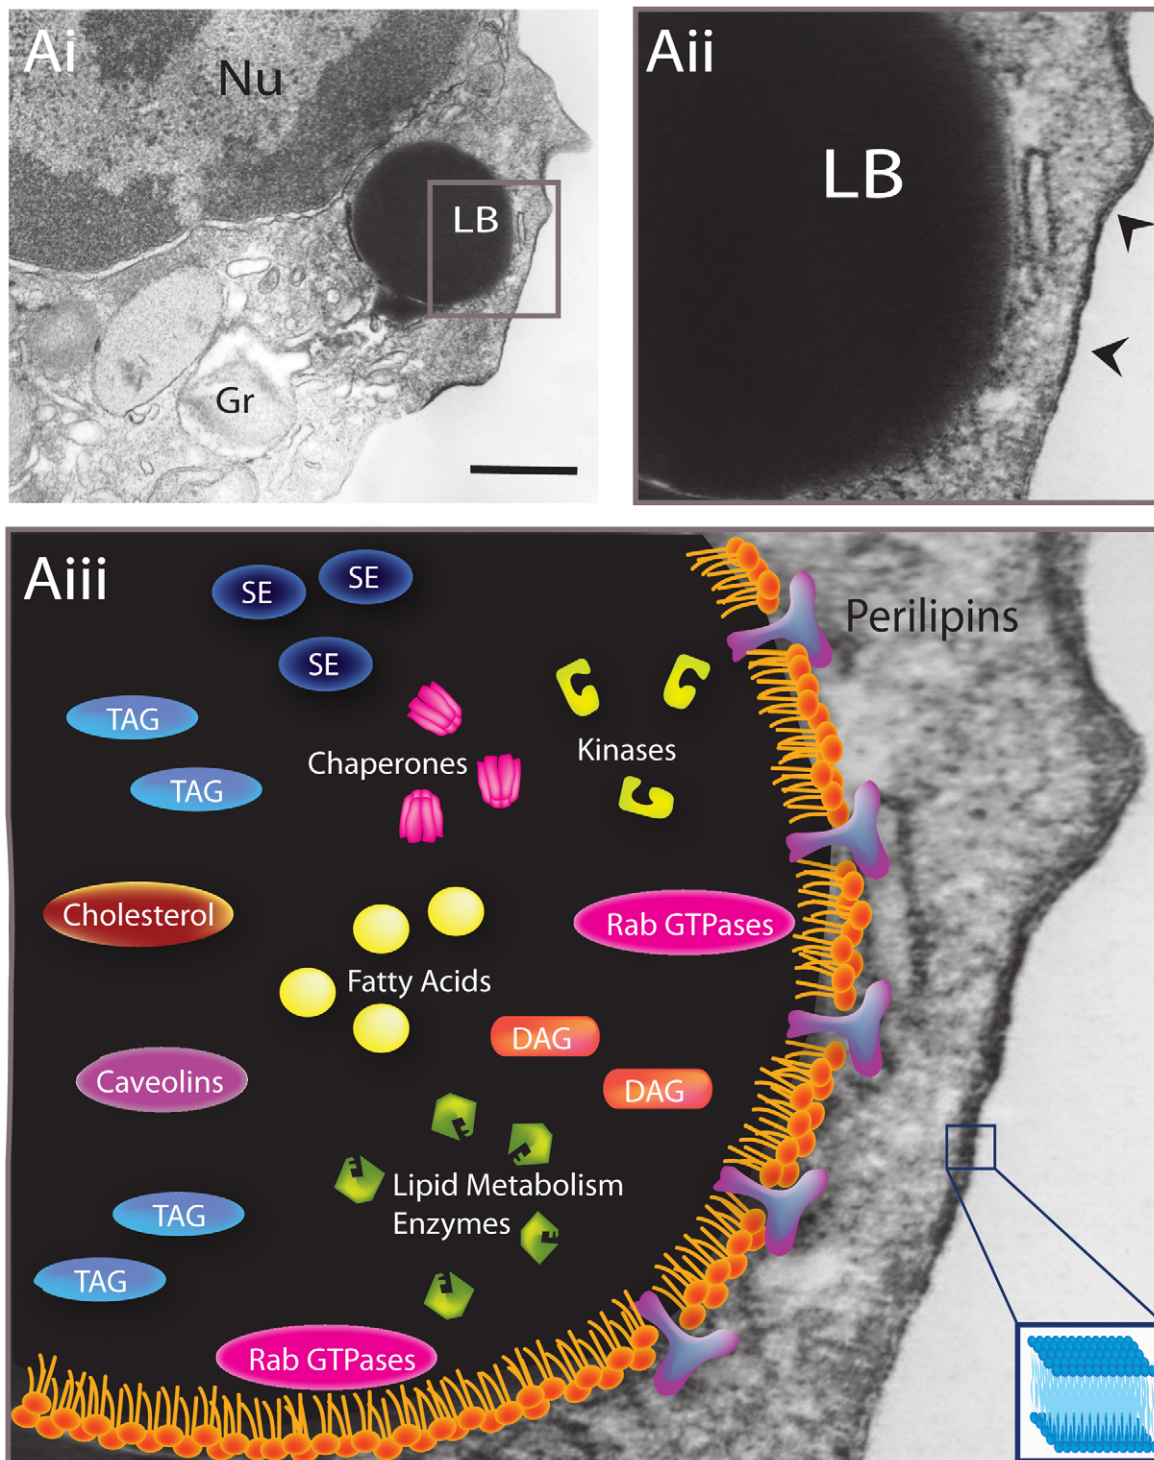 Ai
Nu
LB
Gr
Aii
LB
Aiii
SE
SE
SE
Perilipins
TAG
Chaperones
Kinases
TAG
Cholesterol
Rab GTPases
Fatty Acids
DAG
Caveolins
DAG
Lipid Metabolism
Enzymes
TAG
TAG
Rab GTPases